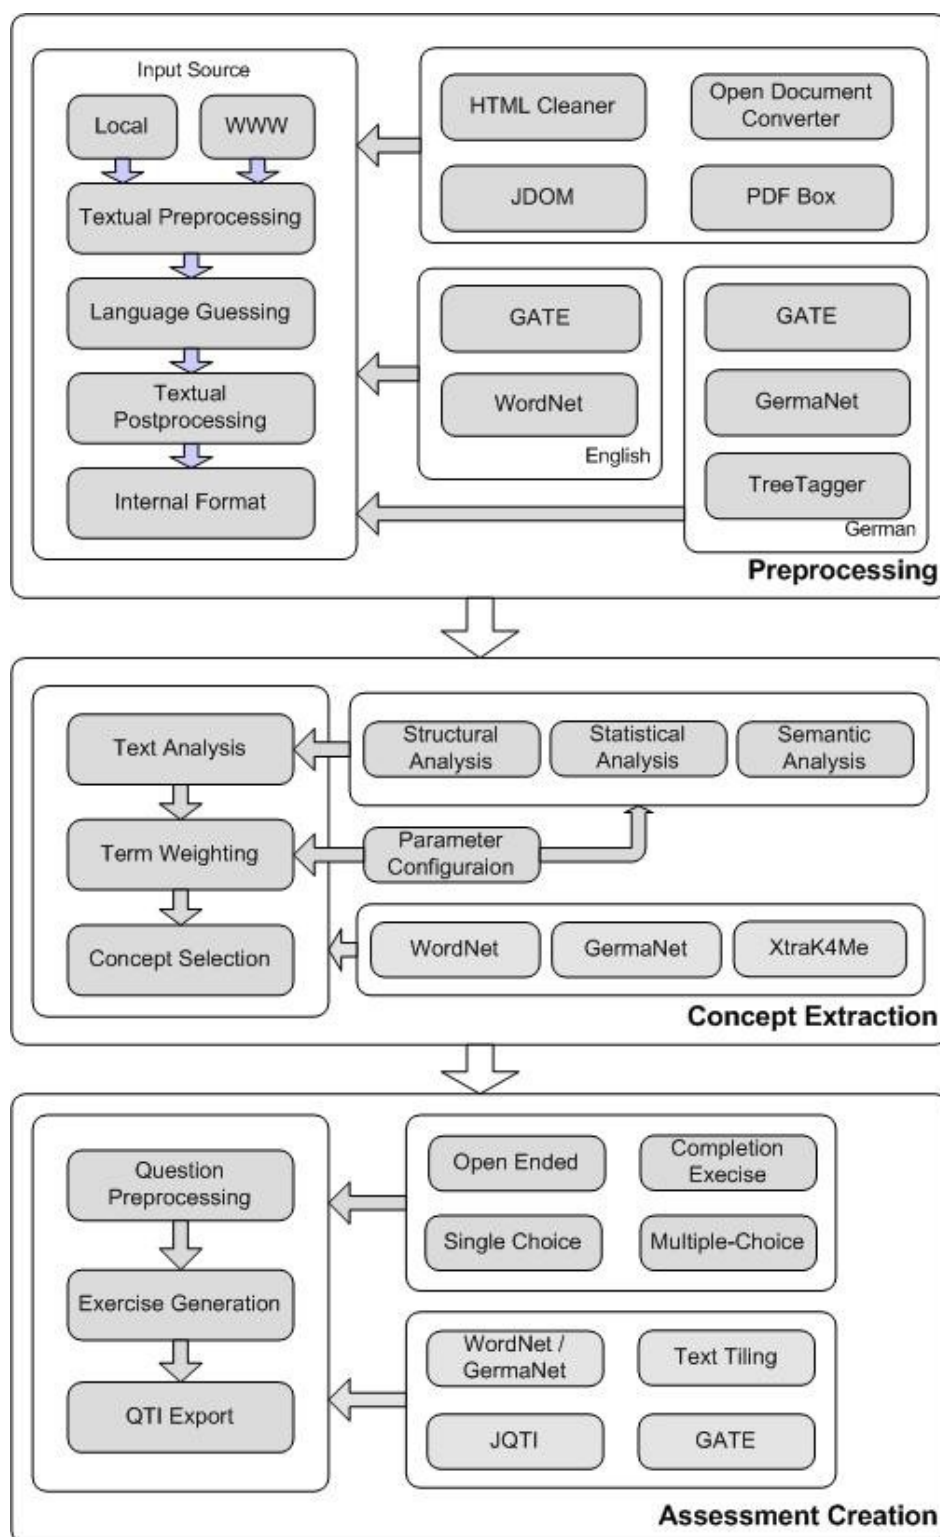 Input Source
Local
WWW
Textual Preprocessing
Language Guessing
Textual
Postprocessing
Internal Format
HTML Cleaner
Open Document
Converter
JDOM
PDF Box
GATE
WordNet
English
GATE
GermaNet
TreeTagger
German
Preprocessing
Text Analysis
Term Weighting
Concept Selection
Structural
Analysis
Statistical
Analysis
Semantic
Analysis
Parameter
Configuraion
WordNet
GermaNet
XtraK4Me
Concept Extraction
Question
Preprocessing
Exercise Generation
QTI Export
Open Ended
Completion
Execise
Single Choice
Multiple-Choice
WordNet /
GermaNet
Text Tiling
JQTI
GATE
Assessment Creation